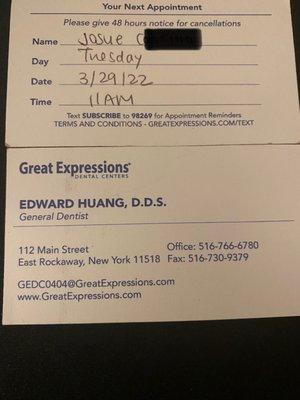 Your Next Appointment
Please give 48 hours notice for cancellations
Name Josue C
Day Tuesday
Date 3/29/22
Time 11AM
Text SUBSCRIBE to 98269 for Appointment Reminders
TERMS AND CONDITIONS - GREATEXPRESSIONS.COM/TEXT
Great Expressions®
DENTAL CENTERS
EDWARD HUANG, D.D.S.
General Dentist
112 Main Street Office: 516-766-6780
East Rockaway, New York 11518 Fax: 516-730-9379
GEDC0404@GreatExpressions.com
www.GreatExpressions.com